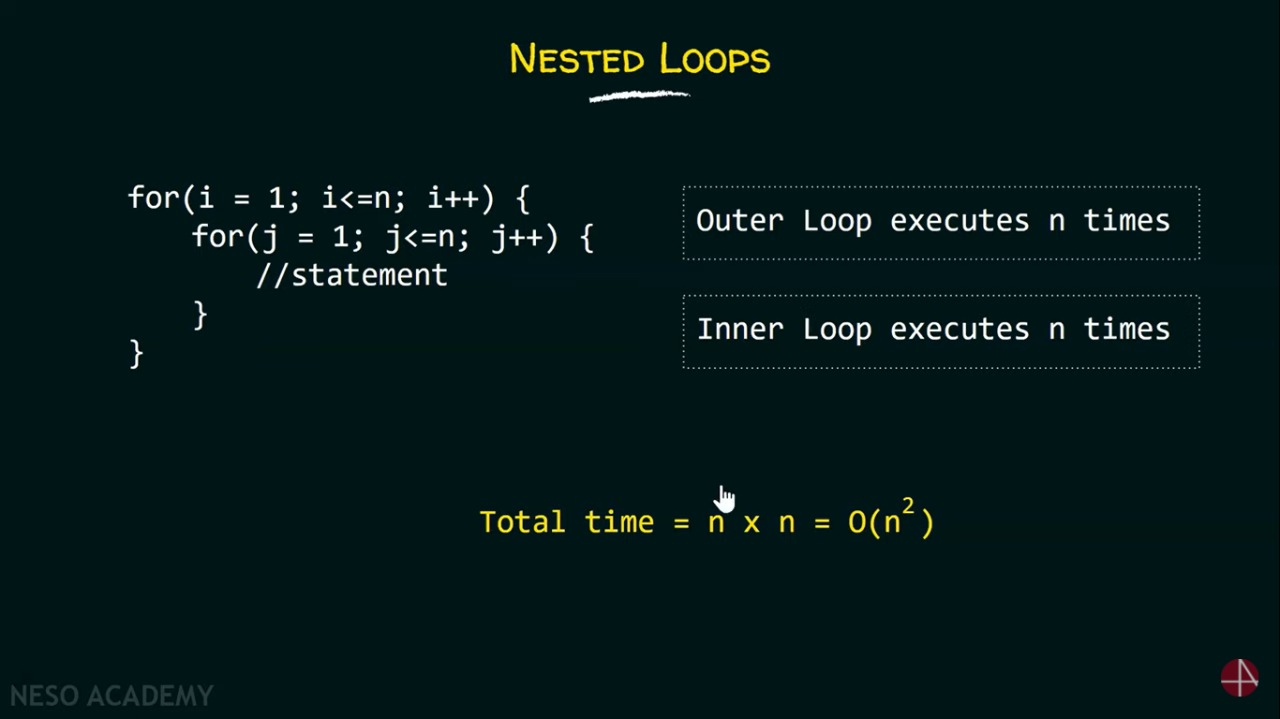 NESTED LOOPS
for(i = 1; i<=n; i++) {
    for(j = 1; j<=n; j++) {
        //statement
    }
}
Outer Loop executes n times
Inner Loop executes n times
Total time = n x n = O(n²)
NESO ACADEMY